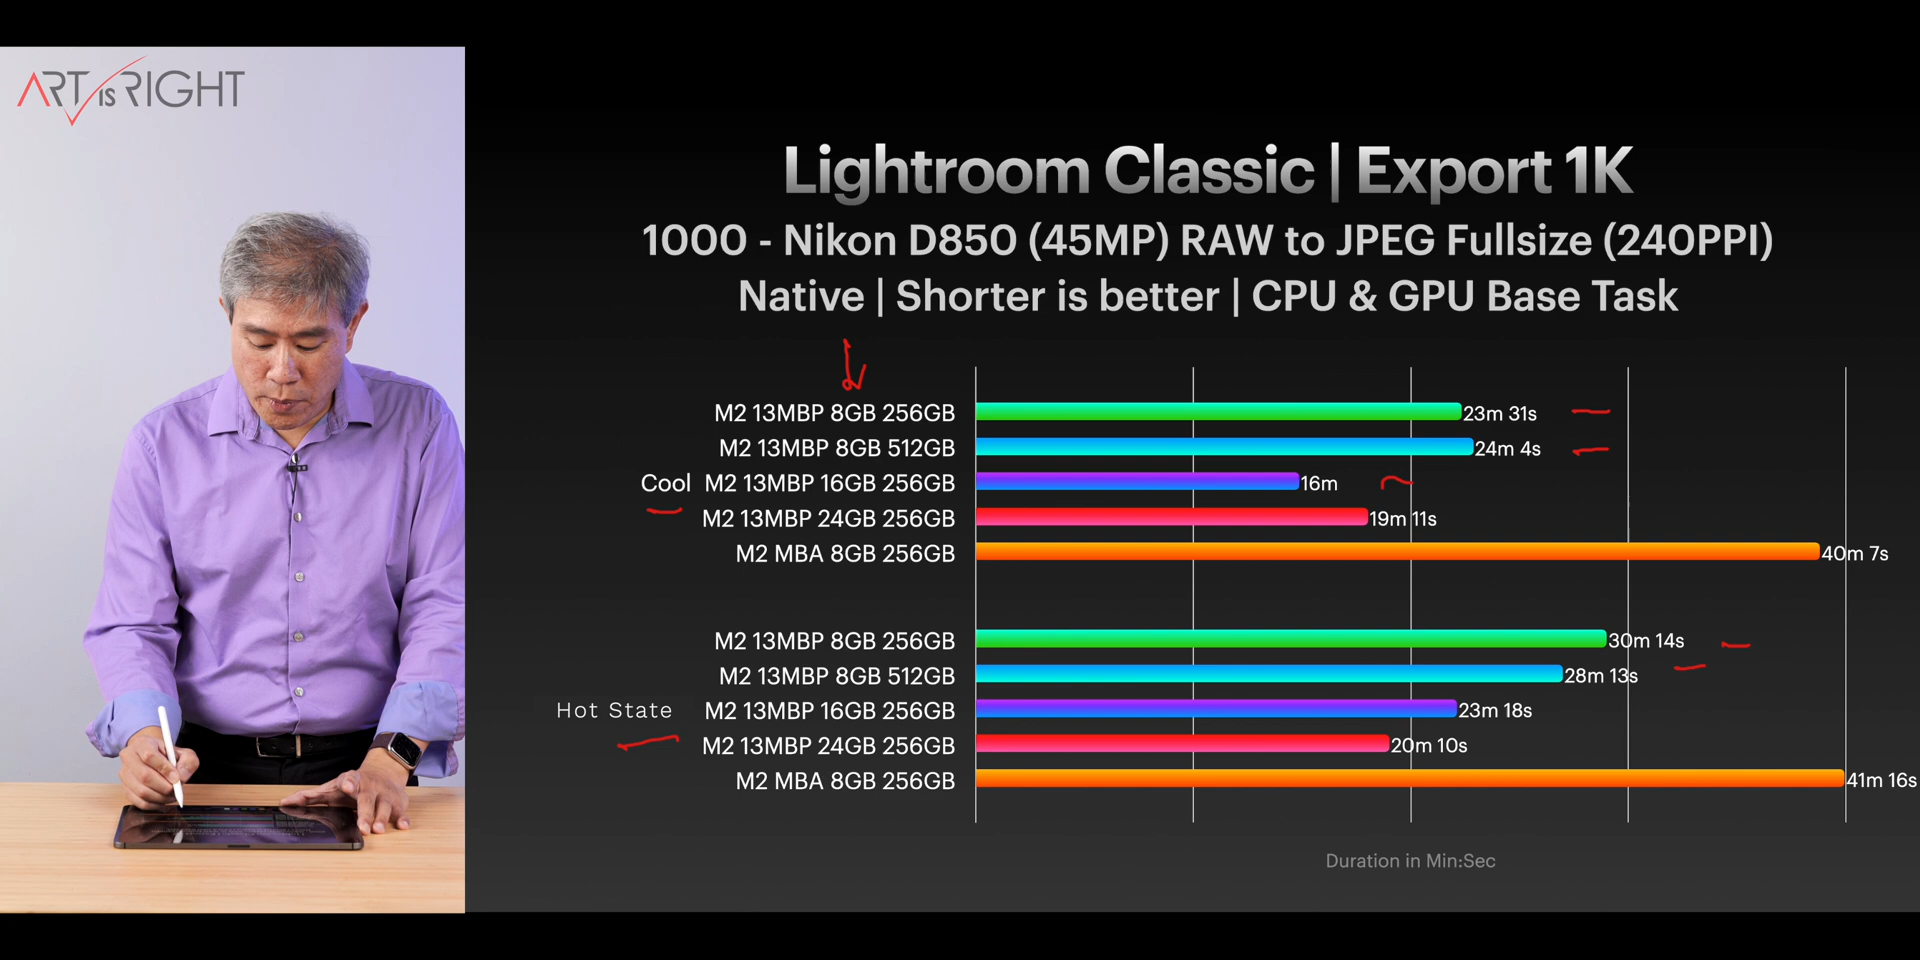 ART IS RIGHT
Lightroom Classic | Export 1K
1000 - Nikon D850 (45MP) RAW to JPEG Fullsize (240PPI)
Native | Shorter is better | CPU & GPU Base Task
M2 13MBP 8GB 256GB 23m 31s
M2 13MBP 8GB 512GB 24m 4s
Cool M2 13MBP 16GB 256GB 16m
M2 13MBP 24GB 256GB 19m 11s
M2 MBA 8GB 256GB 40m 7s
M2 13MBP 8GB 256GB 30m 14s
M2 13MBP 8GB 512GB 28m 13s
Hot State M2 13MBP 16GB 256GB 23m 18s
M2 13MBP 24GB 256GB 20m 10s
M2 MBA 8GB 256GB 41m 16s
Duration in Min:Sec